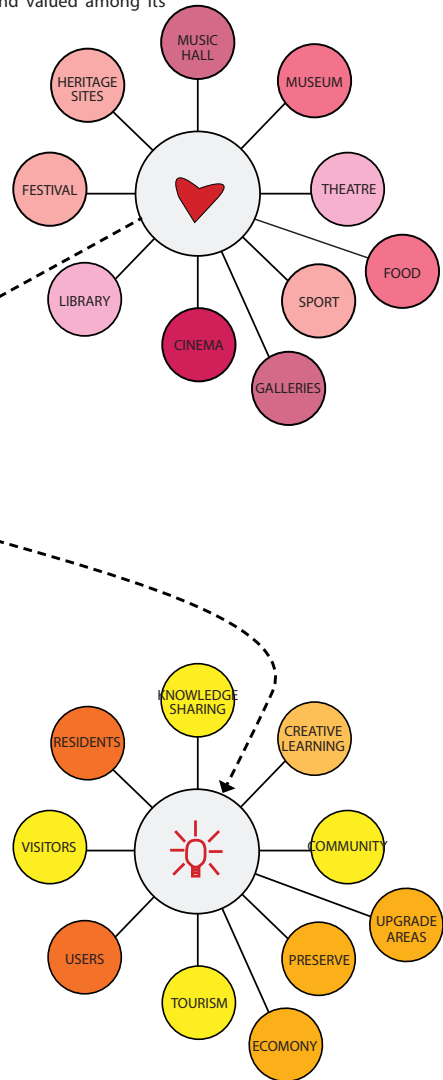 and valued among its
MUSIC
HALL
HERITAGE
SITES
MUSEUM
FESTIVAL
THEATRE
FOOD
LIBRARY
SPORT
CINEMA
GALLERIES
KNOWLEDGE
SHARING
RESIDENTS
CREATIVE
LEARNING
VISITORS
COMMUNITY
UPGRADE
AREAS
USERS
PRESERVE
TOURISM
ECOMONY